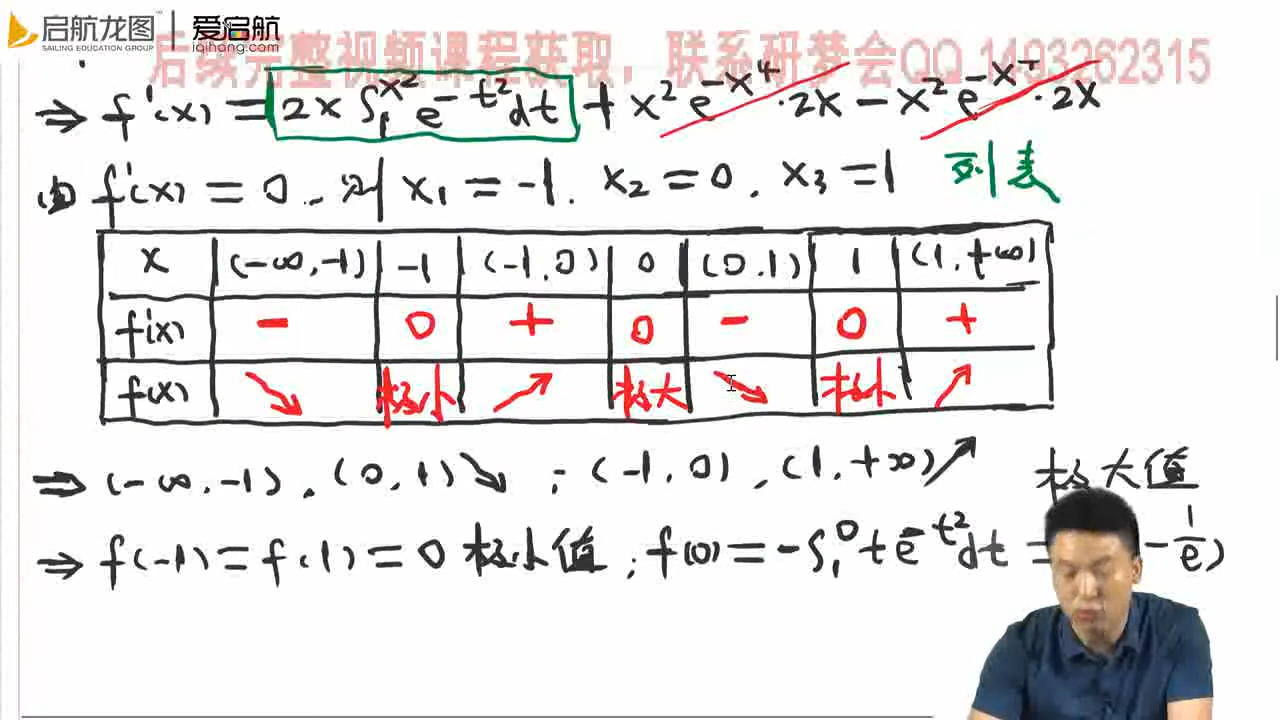 启航龙图 爱启航
SAILING EDUCATION GROUP iqihang.com
后续完整视频课程获取，联系研梦会QQ 1493262315
⇒ f'(x) = 2x ∫₁^{x²} e^{-t²}dt + x² e^{-x⁴}·2x - x² e^{-x⁴}·2x
由 f'(x) = 0, 则 x₁ = -1, x₂ = 0, x₃ = 1 列表
x (-∞,-1) -1 (-1,0) 0 (0,1) 1 (1,+∞)
f'(x) - 0 + 0 - 0 +
f(x) ↘ 极小 ↗ 极大 ↘ 极小 ↗
⇒ (-∞,-1), (0,1) ↘ ; (-1,0), (1,+∞) ↗ 极大值
⇒ f(-1) = f(1) = 0 极小值 ; f(0) = -∫₁⁰ t e^{-t²}dt = - 1/e)